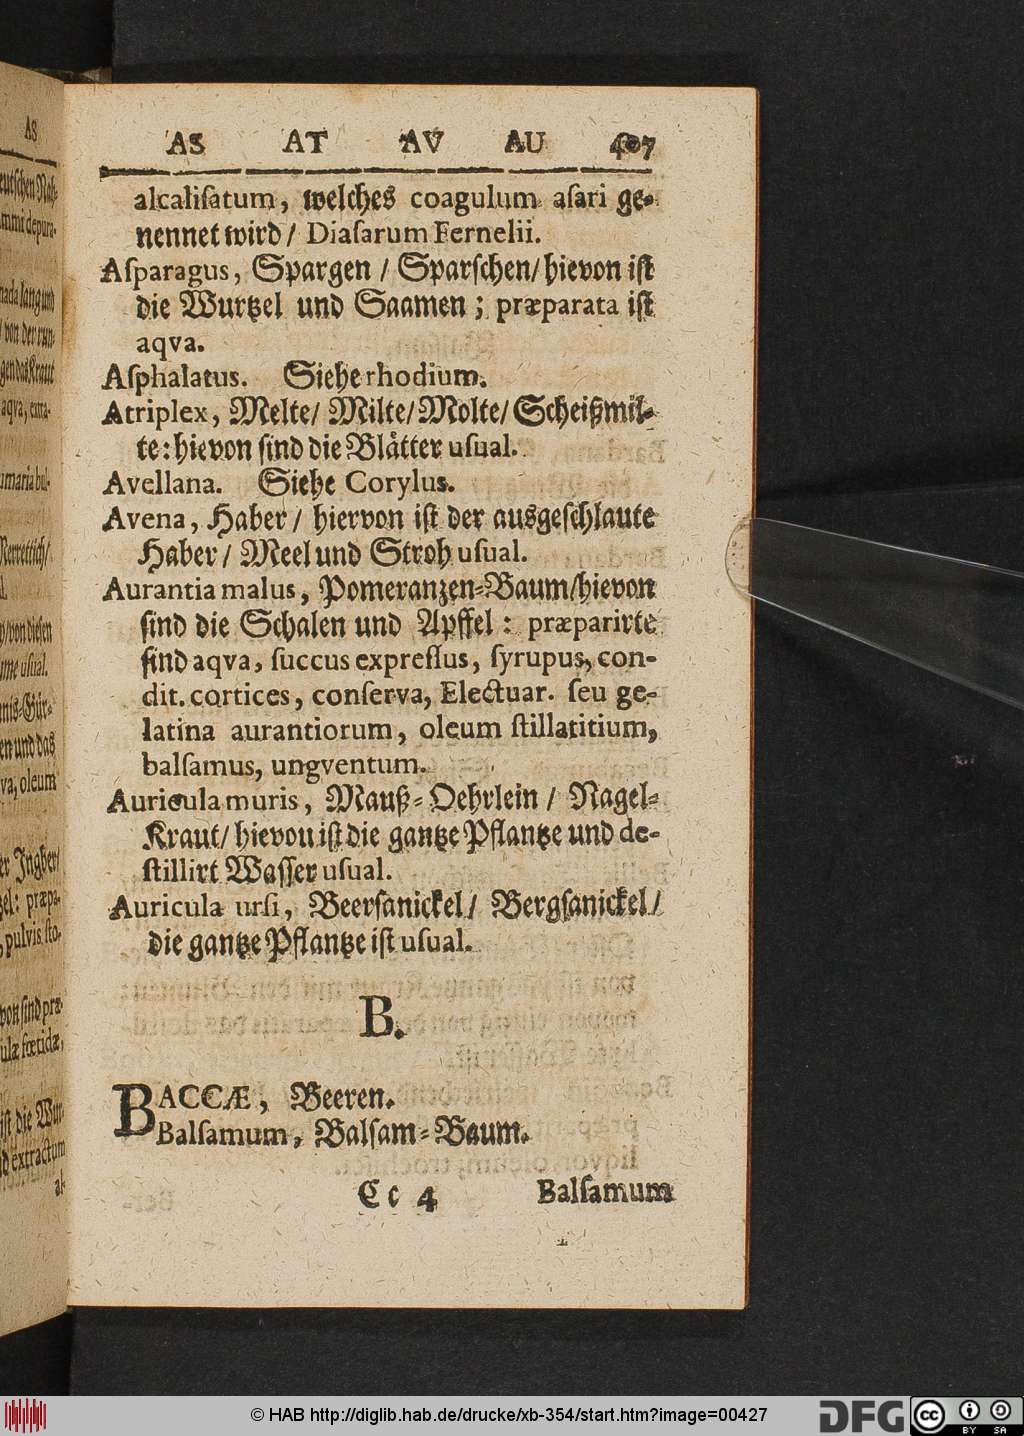 AS AT AV AU 407
alcaliſatum, welches coagulum aſari ge-
nennet wird/ Diaſarum Fernelii.
Aſparagus, Spargen / Sparſchen/ hievon iſt
die Wurtzel und Saamen; præparata iſt
aqva.
Aſphalatus. Siehe rhodium.
Atriplex, Melte/ Milte/ Molte/ Scheißmil-
te: hievon ſind die Blåtter uſual.
Avellana. Siehe Corylus.
Avena, Haber / hiervon iſt der ausgeſchlaute
Haber / Meel und Stroh uſual.
Aurantia malus, Pomeranzen-Baum/hievon
ſind die Schalen und Apffel: præparirte
ſind aqva, ſuccus expreſſus, ſyrupus, con-
dit. cortices, conſerva, Electuar. ſeu ge-
latina aurantiorum, oleum ſtillatitium,
balſamus, ungventum.
Auricula muris, Mauß-Oehrlein / Nagel-
Kraut/ hievon iſt die gantze Pflantze und de-
ſtillirt Waſſer uſual.
Auricula urſi, Beerſanickel/ Bergſanickel/
die gantze Pflantze iſt uſual.
B.
BACCÆ, Beeren.
Balſamum, Balſam-Baum.
Cc 4 Balſamum
© HAB http://diglib.hab.de/drucke/xb-354/start.htm?image=00427
DFG
cc BY SA